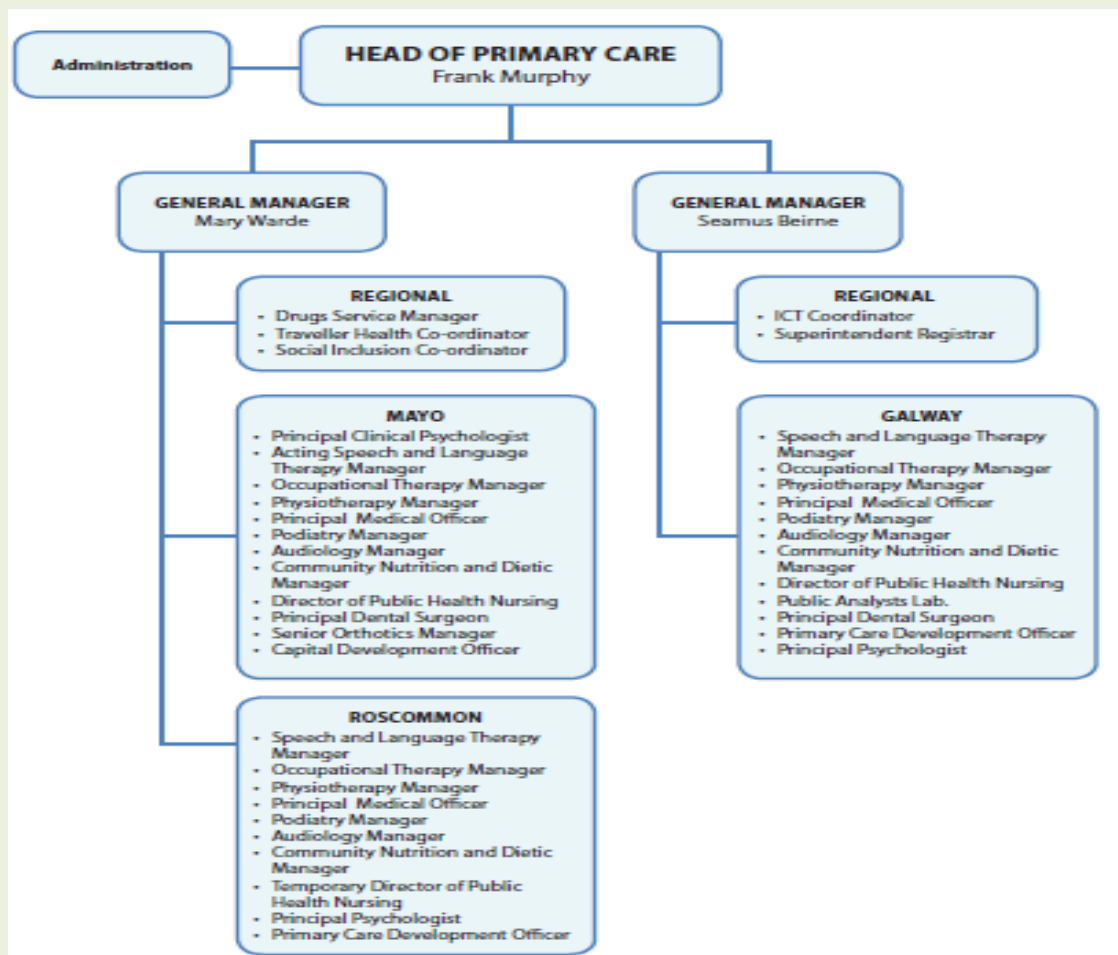 Administration
HEAD OF PRIMARY CARE
Frank Murphy
GENERAL MANAGER
Mary Warde
GENERAL MANAGER
Seamus Beirne
REGIONAL
• Drugs Service Manager
• Traveller Health Co-ordinator
• Social Inclusion Co-ordinator
REGIONAL
• ICT Coordinator
• Superintendent Registrar
MAYO
• Principal Clinical Psychologist
• Acting Speech and Language
Therapy Manager
• Occupational Therapy Manager
• Physiotherapy Manager
• Principal Medical Officer
• Podiatry Manager
• Audiology Manager
• Community Nutrition and Dietic
Manager
• Director of Public Health Nursing
• Principal Dental Surgeon
• Senior Orthotics Manager
• Capital Development Officer
GALWAY
• Speech and Language Therapy
Manager
• Occupational Therapy Manager
• Physiotherapy Manager
• Principal Medical Officer
• Podiatry Manager
• Audiology Manager
• Community Nutrition and Dietic
Manager
• Director of Public Health Nursing
• Public Analysts Lab.
• Principal Dental Surgeon
• Primary Care Development Officer
• Principal Psychologist
ROSCOMMON
• Speech and Language Therapy
Manager
• Occupational Therapy Manager
• Physiotherapy Manager
• Principal Medical Officer
• Podiatry Manager
• Audiology Manager
• Community Nutrition and Dietic
Manager
• Temporary Director of Public
Health Nursing
• Principal Psychologist
• Primary Care Development Officer